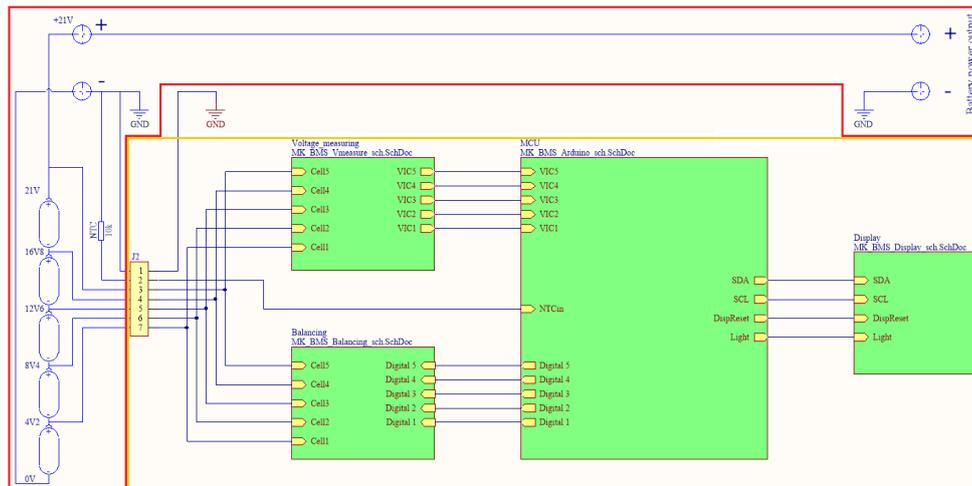 +21V
+
+
Battery power output
-
-
GND
GND
GND
Voltage_measuring
MK_BMS_Vmeasure_sch.SchDoc
MCU
MK_BMS_Arduino_sch.SchDoc
Cell5
VIC5
VIC5
Cell4
VIC4
VIC4
21V
Cell3
VIC3
VIC3
Cell2
VIC2
VIC2
NTC
10k
VIC1
VIC1
Cell1
Display
MK_BMS_Display_sch.SchDoc
16V8
J2
1
2
3
4
5
6
7
SDA
SDA
SCL
SCL
12V6
NTCin
DispReset
DispReset
Balancing
MK_BMS_Balancing_sch.SchDoc
Light
Light
8V4
Cell5
Digital 5
Digital 5
Cell4
Digital 4
Digital 4
Cell3
Digital 3
Digital 3
Digital 2
Digital 2
4V2
Cell2
Digital 1
Digital 1
Cell1
0V